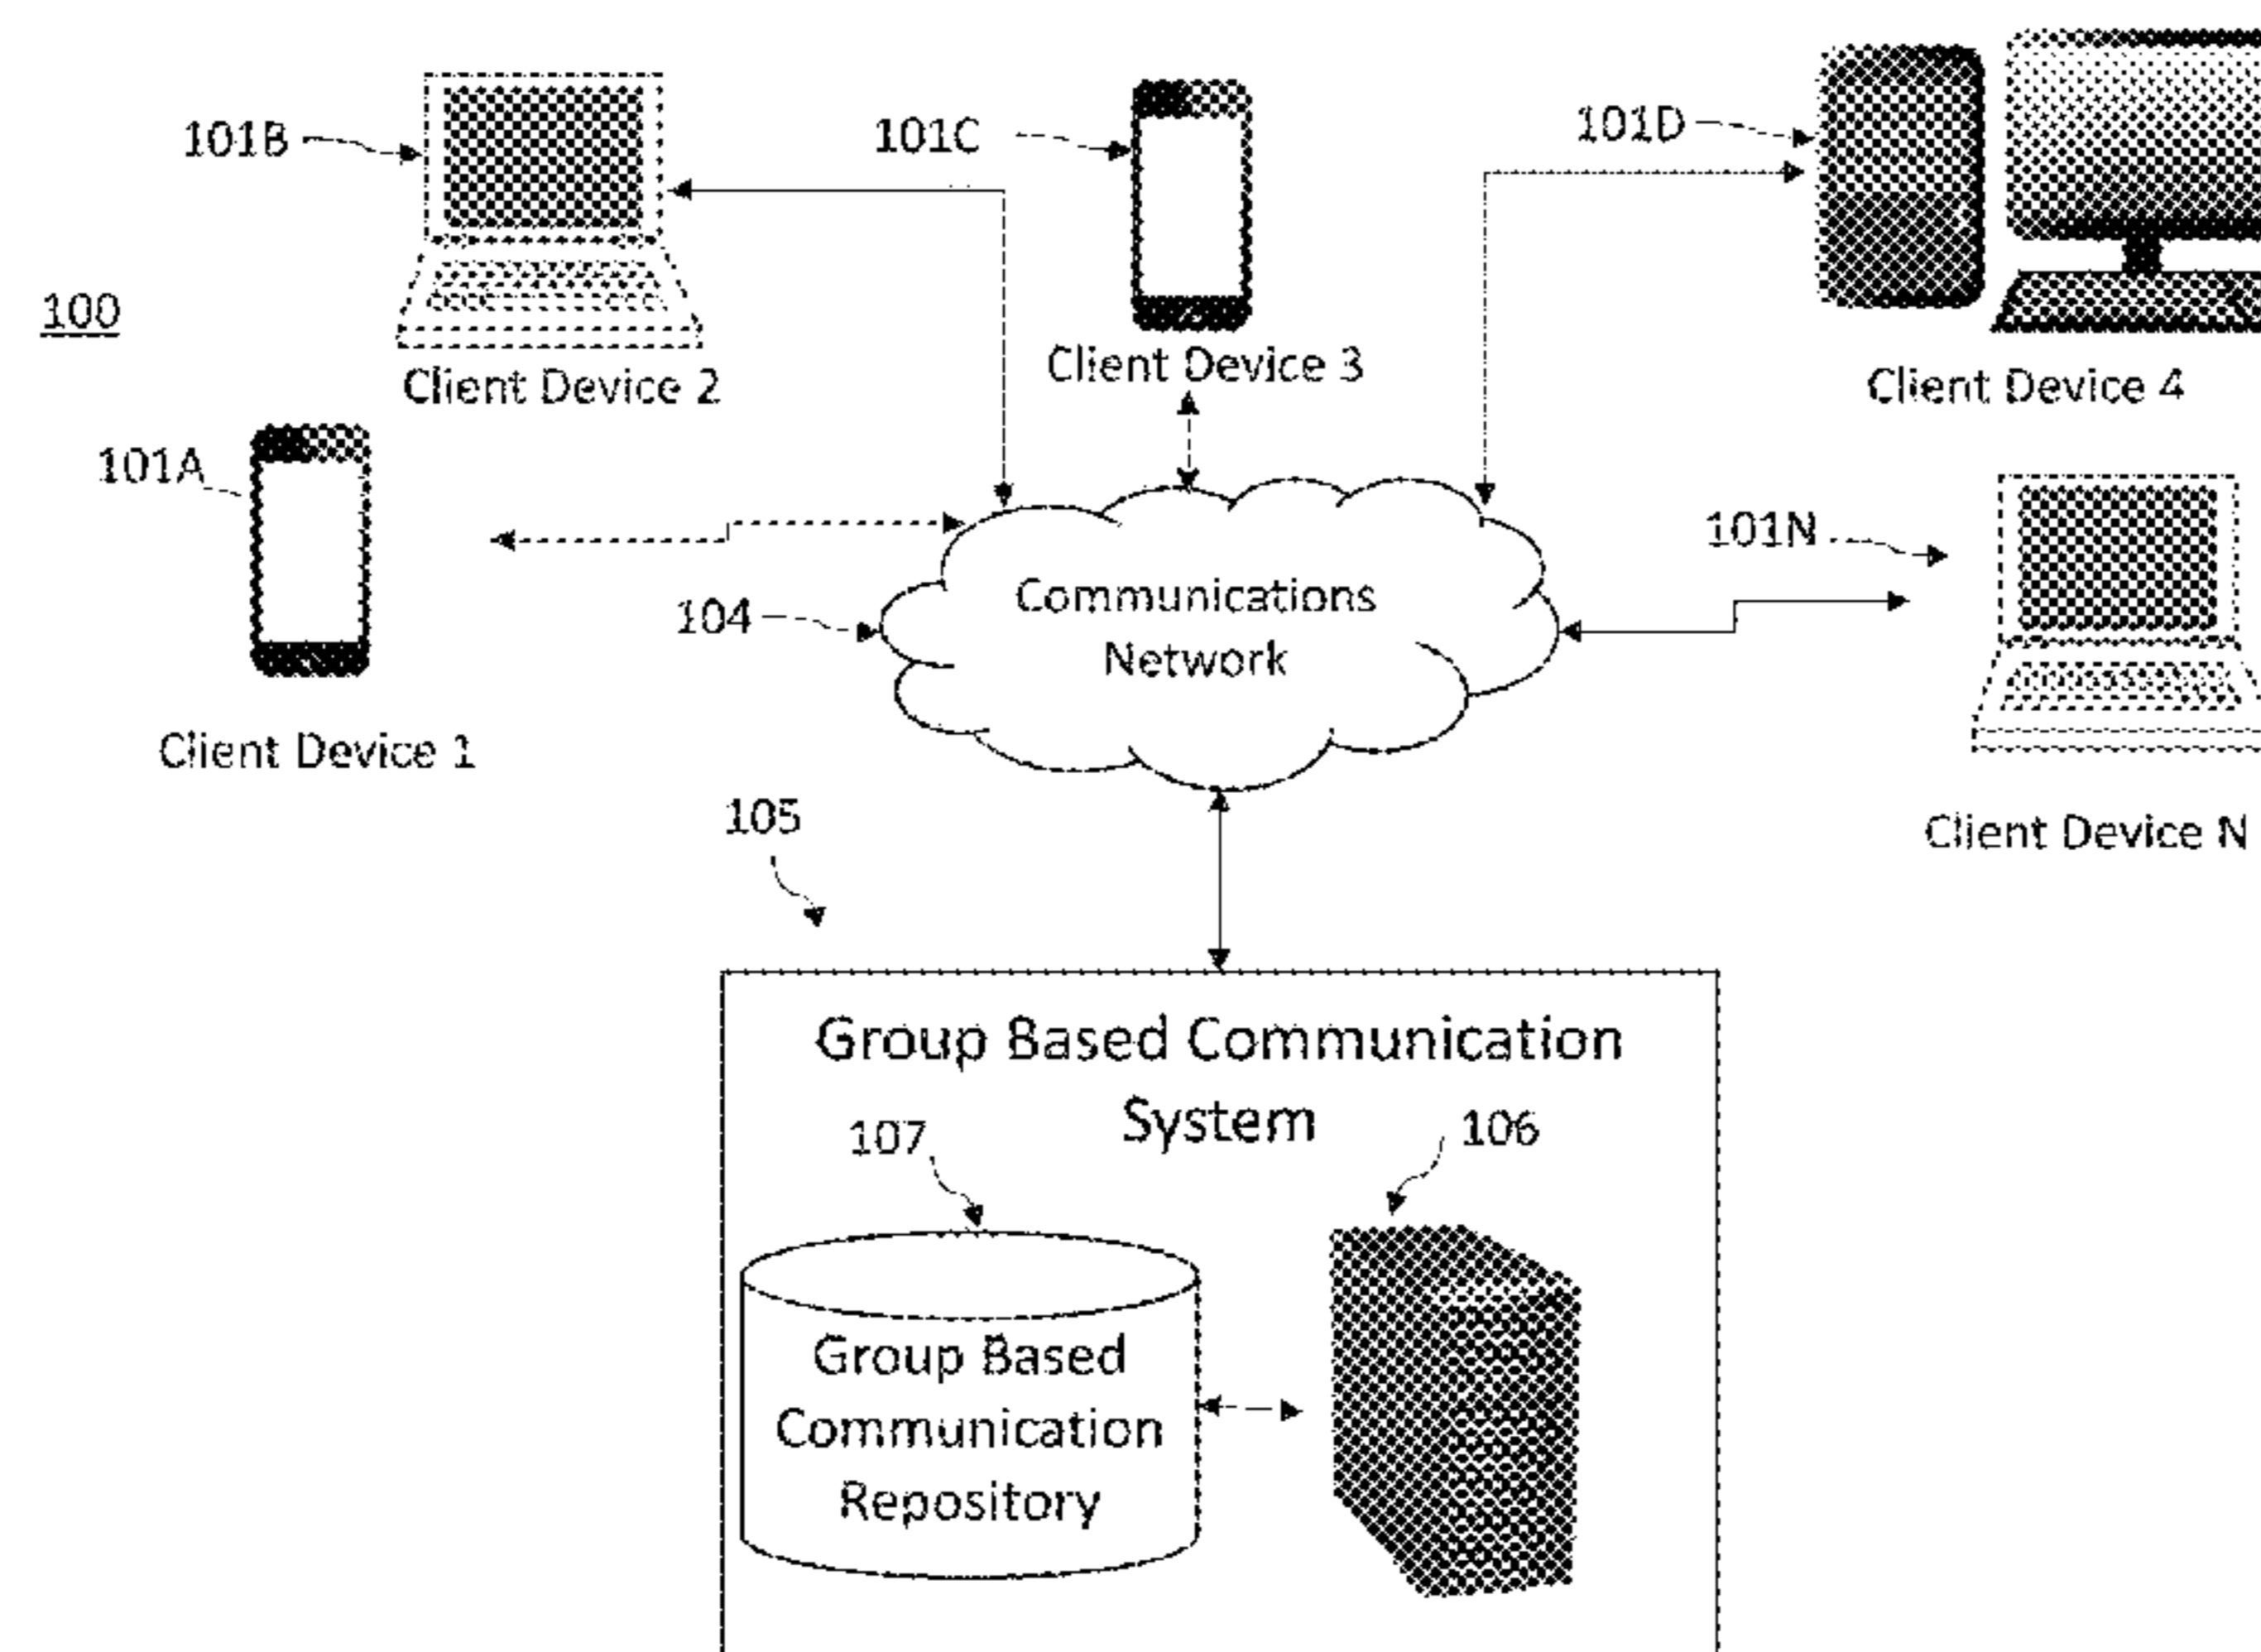 101B
101C
101D
100
Client Device 2
Client Device 3
Client Device 4
101A
101N
Communications
Network
104
Client Device 1
105
Client Device N
Group Based Communication
System
107
106
Group Based
Communication
Repository